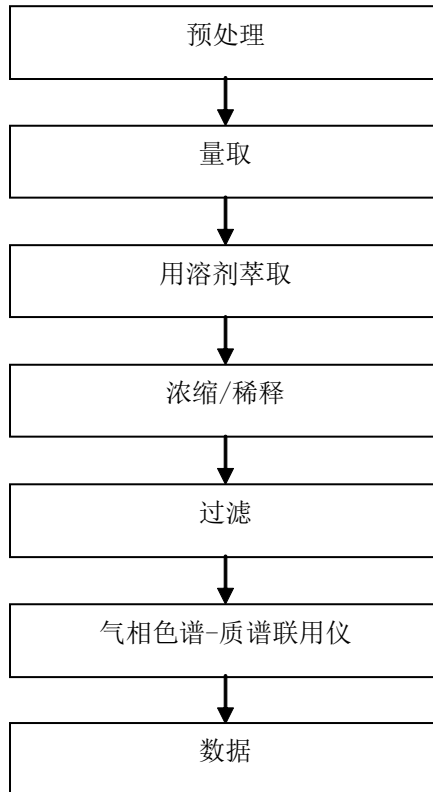 预处理
量取
用溶剂萃取
浓缩/稀释
过滤
气相色谱-质谱联用仪
数据